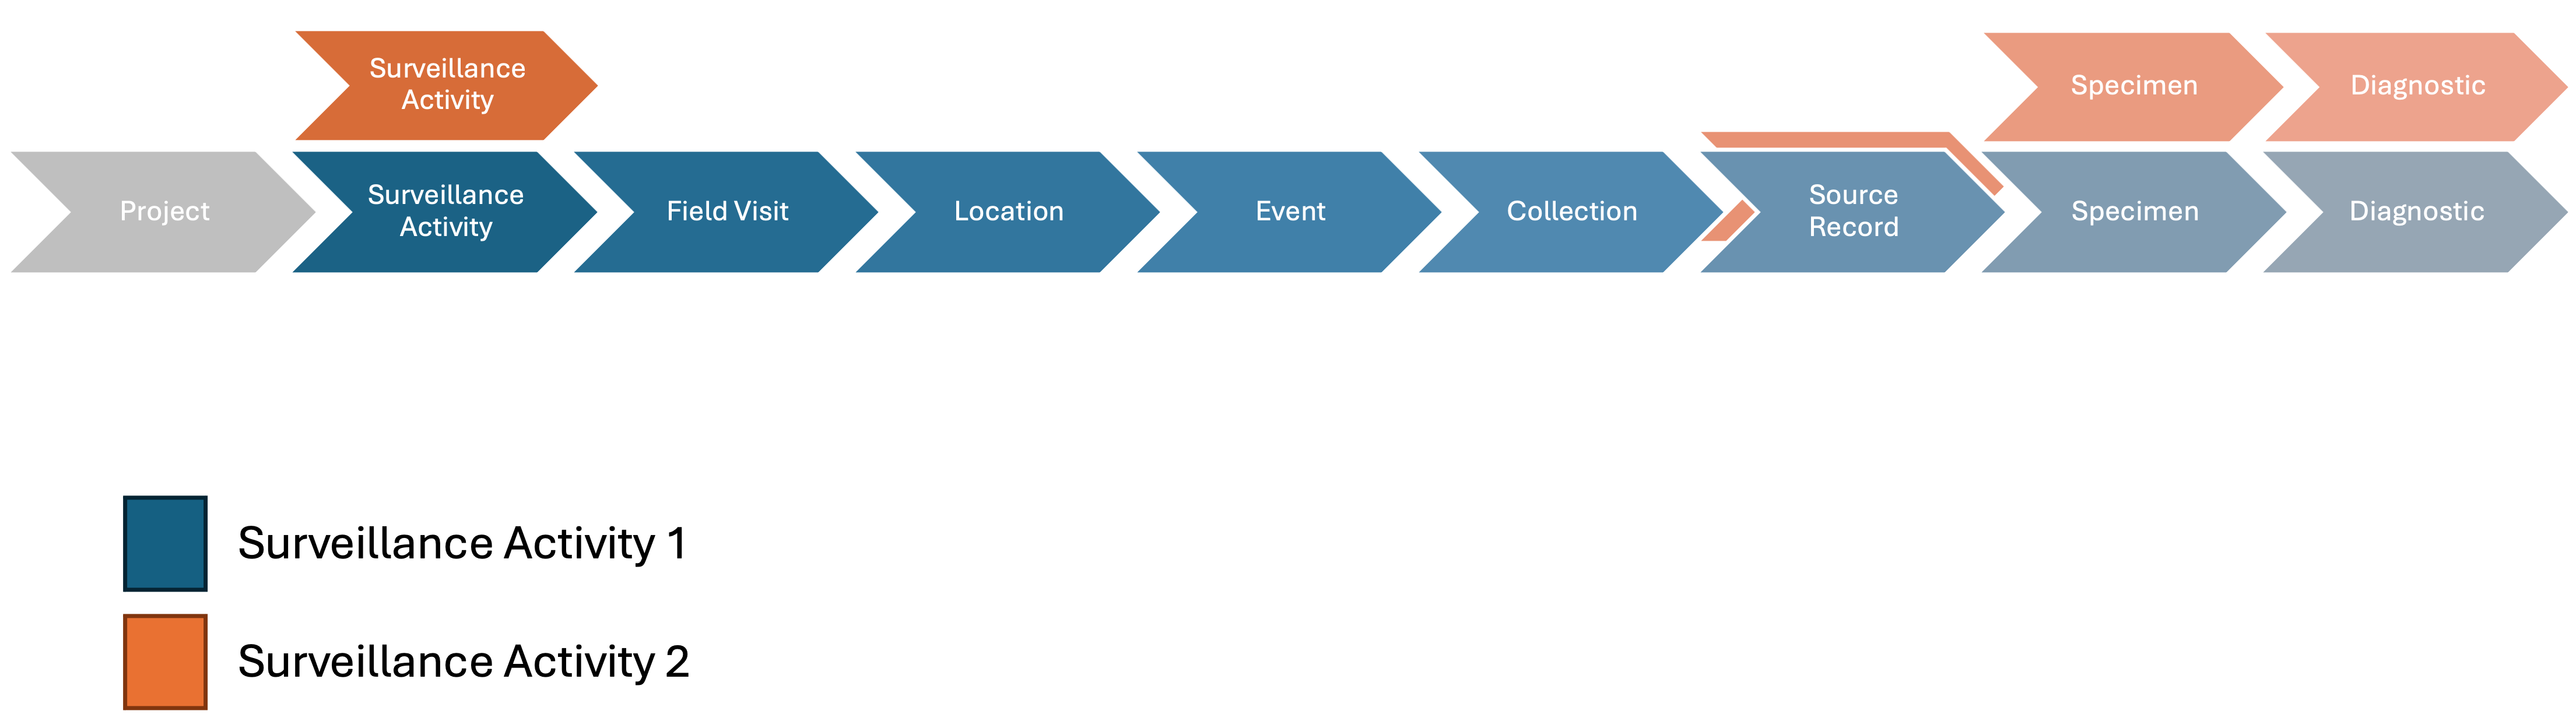 Surveillance
Activity
Specimen
Diagnostic
Project
Surveillance
Activity
Field Visit
Location
Event
Collection
Source
Record
Specimen
Diagnostic
Surveillance Activity 1
Surveillance Activity 2